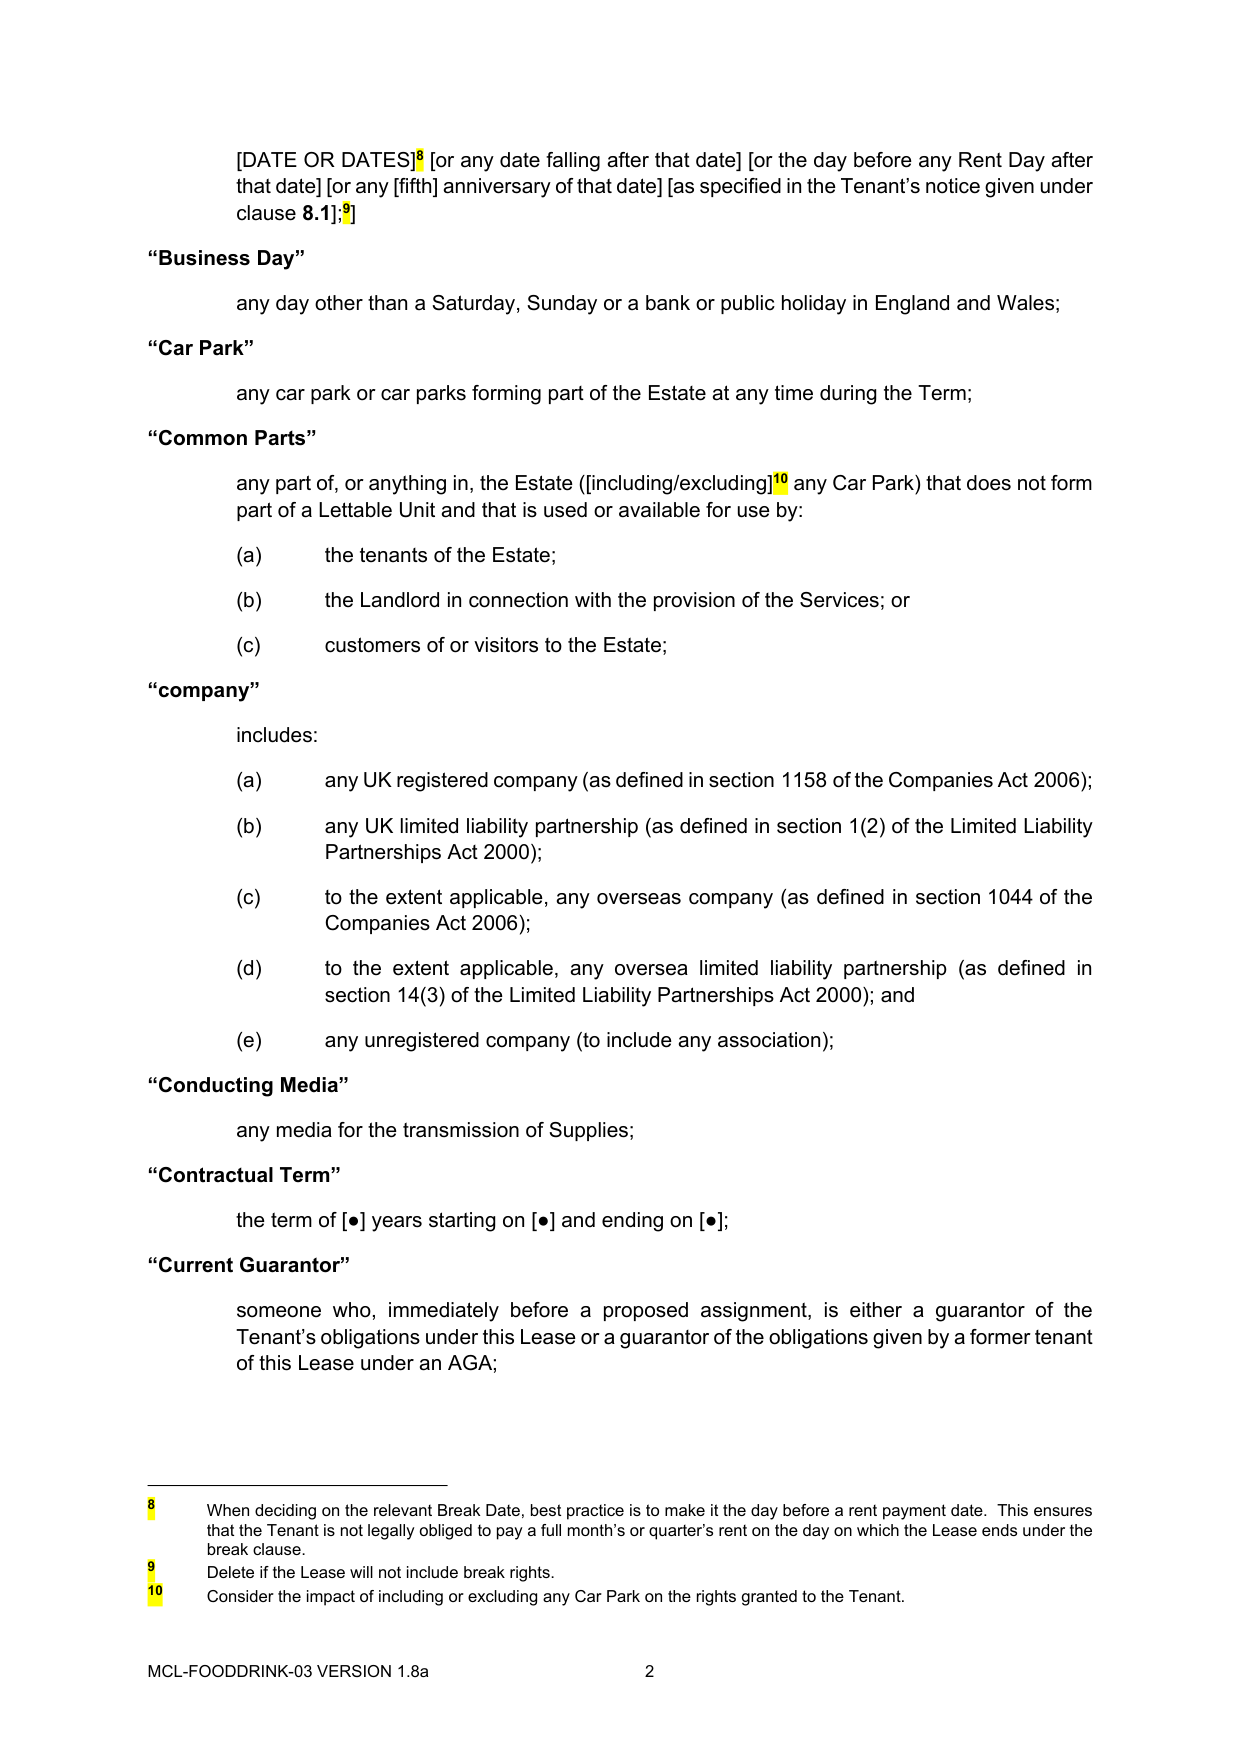 [DATE OR DATES]8 [or any date falling after that date] [or the day before any Rent Day after
that date] [or any [fifth] anniversary of that date] [as specified in the Tenant’s notice given under
clause 8.1];9]
“Business Day”
any day other than a Saturday, Sunday or a bank or public holiday in England and Wales;
“Car Park”
any car park or car parks forming part of the Estate at any time during the Term;
“Common Parts”
any part of, or anything in, the Estate ([including/excluding]10 any Car Park) that does not form
part of a Lettable Unit and that is used or available for use by:
(a) the tenants of the Estate;
(b) the Landlord in connection with the provision of the Services; or
(c) customers of or visitors to the Estate;
“company”
includes:
(a) any UK registered company (as defined in section 1158 of the Companies Act 2006);
(b) any UK limited liability partnership (as defined in section 1(2) of the Limited Liability
Partnerships Act 2000);
(c) to the extent applicable, any overseas company (as defined in section 1044 of the
Companies Act 2006);
(d) to the extent applicable, any oversea limited liability partnership (as defined in
section 14(3) of the Limited Liability Partnerships Act 2000); and
(e) any unregistered company (to include any association);
“Conducting Media”
any media for the transmission of Supplies;
“Contractual Term”
the term of [●] years starting on [●] and ending on [●];
“Current Guarantor”
someone who, immediately before a proposed assignment, is either a guarantor of the
Tenant’s obligations under this Lease or a guarantor of the obligations given by a former tenant
of this Lease under an AGA;
8 When deciding on the relevant Break Date, best practice is to make it the day before a rent payment date. This ensures
that the Tenant is not legally obliged to pay a full month’s or quarter’s rent on the day on which the Lease ends under the
break clause.
9 Delete if the Lease will not include break rights.
10 Consider the impact of including or excluding any Car Park on the rights granted to the Tenant.
MCL-FOODDRINK-03 VERSION 1.8a 2